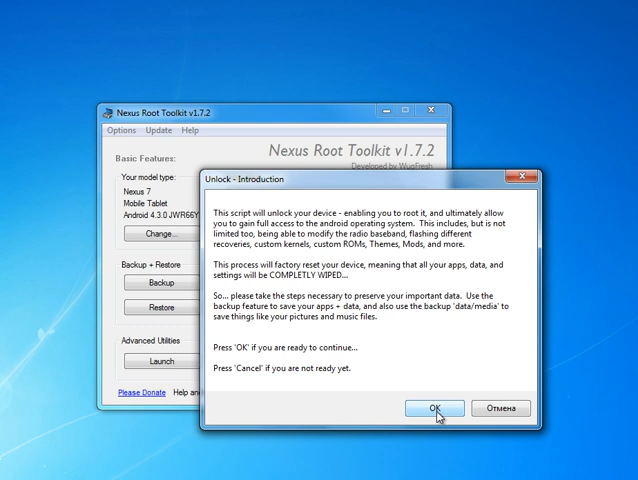 Nexus Root Toolkit v1.7.2
Options Update Help
Nexus Root Toolkit v1.7.2
Developed by WugFresh
Basic Features:
Your model type:
Nexus 7
Mobile Tablet
Android 4.3.0 JWR66Y
Change...
Backup + Restore
Backup
Restore
Advanced Utilities
Launch
Please Donate Help and
Unlock - Introduction
This script will unlock your device - enabling you to root it, and ultimately allow
you to gain full access to the android operating system. This includes, but is not
limited too, being able to modify the radio baseband, flashing different
recoveries, custom kernels, custom ROMs, Themes, Mods, and more.
This process will factory reset your device, meaning that all your apps, data, and
settings will be COMPLETLY WIPED...
So... please take the steps necessary to preserve your important data. Use the
backup feature to save your apps + data, and also use the backup 'data/media' to
save things like your pictures and music files.
Press 'OK' if you are ready to continue...
Press 'Cancel' if you are not ready yet.
OK Отмена